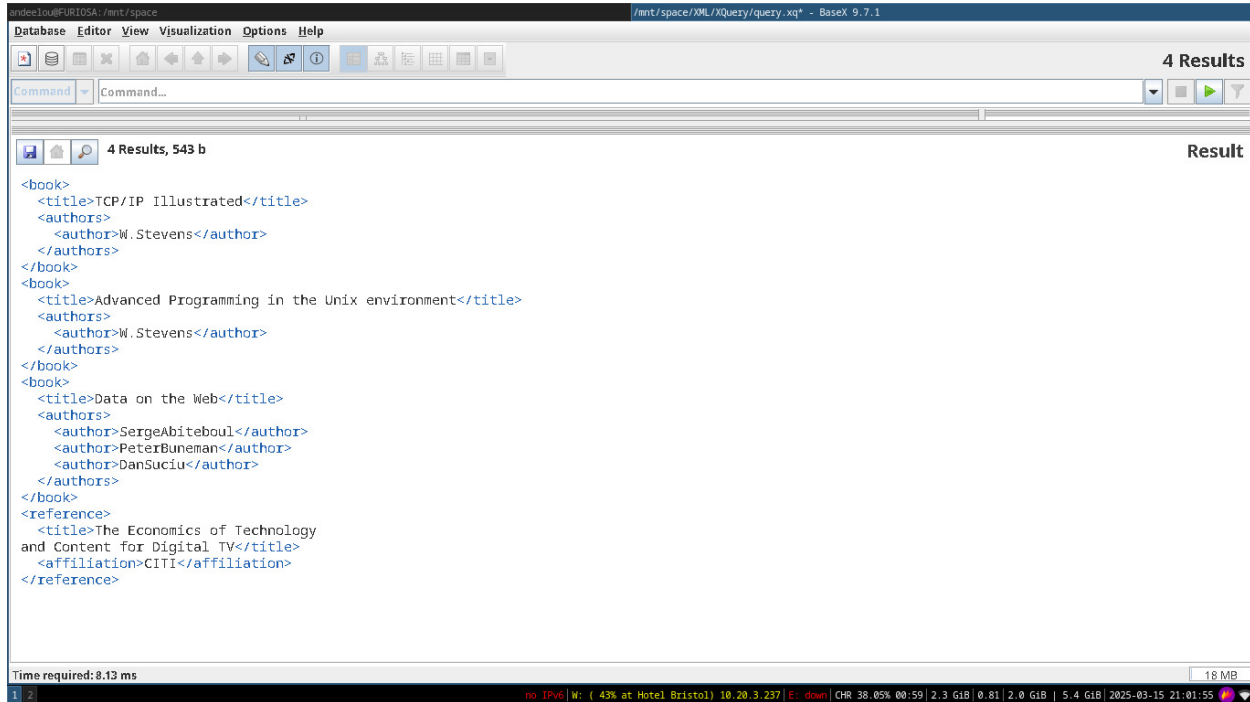 andeelou@FURIOSA:/mnt/space
/mnt/space/XML/XQuery/query.xq* - BaseX 9.7.1
Database Editor View Visualization Options Help
4 Results
Command
Command...
4 Results, 543 b
Result
<book>
  <title>TCP/IP Illustrated</title>
  <authors>
    <author>W.Stevens</author>
  </authors>
</book>
<book>
  <title>Advanced Programming in the Unix environment</title>
  <authors>
    <author>W.Stevens</author>
  </authors>
</book>
<book>
  <title>Data on the Web</title>
  <authors>
    <author>SergeAbiteboul</author>
    <author>PeterBuneman</author>
    <author>DanSuciu</author>
  </authors>
</book>
<reference>
  <title>The Economics of Technology
and Content for Digital TV</title>
  <affiliation>CITI</affiliation>
</reference>
Time required: 8.13 ms
18 MB
1 2
no IPv6 | W: ( 43% at Hotel Bristol) 10.20.3.237 | E: down | CHR 38.05% 00:59 | 2.3 GiB | 0.81 | 2.0 GiB | 5.4 GiB | 2025-03-15 21:01:55